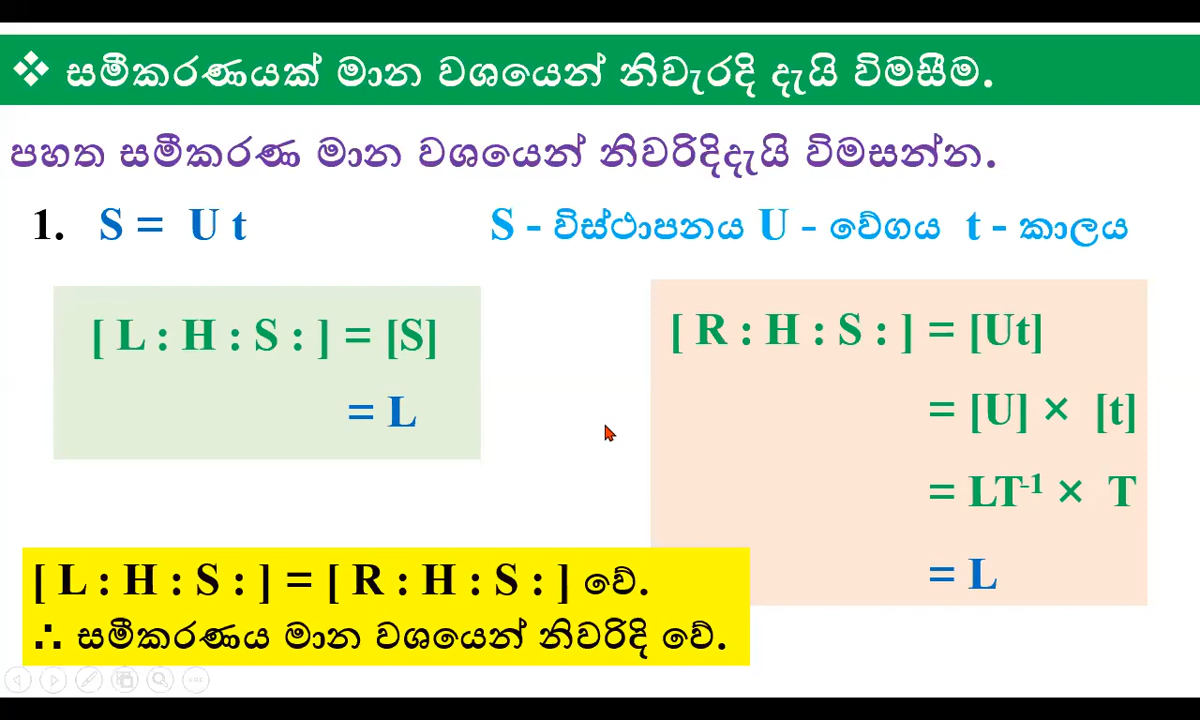 ❖ සමීකරණයක් මාන වශයෙන් නිවැරදි දැයි විමසීම.
පහත සමීකරණ මාන වශයෙන් නිවරිදිදැයි විමසන්න.
1. S = U t S - විස්ථාපනය U - වේගය t - කාලය
[ L : H : S : ] = [S]
= L
[ R : H : S : ] = [Ut]
= [U] × [t]
= LT⁻¹ × T
= L
[ L : H : S : ] = [ R : H : S : ] වේ.
∴ සමීකරණය මාන වශයෙන් නිවරිදි වේ.